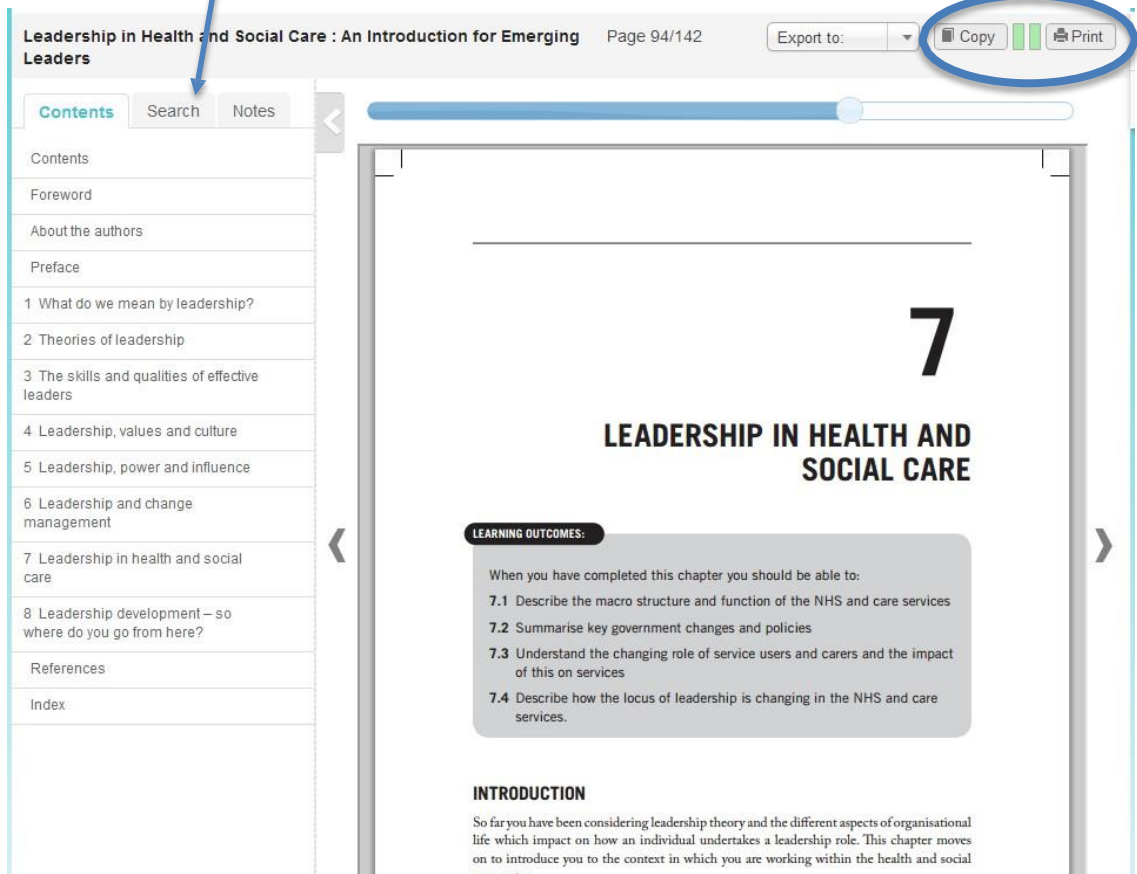 Leadership in Health and Social Care : An Introduction for Emerging
Leaders
Page 94/142
Export to:
Copy
Print
Contents
Search
Notes
Contents
Foreword
About the authors
Preface
1 What do we mean by leadership?
2 Theories of leadership
3 The skills and qualities of effective
leaders
4 Leadership, values and culture
5 Leadership, power and influence
6 Leadership and change
management
7 Leadership in health and social
care
8 Leadership development – so
where do you go from here?
References
Index
7
LEADERSHIP IN HEALTH AND
SOCIAL CARE
LEARNING OUTCOMES:
When you have completed this chapter you should be able to:
7.1 Describe the macro structure and function of the NHS and care services
7.2 Summarise key government changes and policies
7.3 Understand the changing role of service users and carers and the impact
of this on services
7.4 Describe how the locus of leadership is changing in the NHS and care
services.
INTRODUCTION
So far you have been considering leadership theory and the different aspects of organisational
life which impact on how an individual undertakes a leadership role. This chapter moves
on to introduce you to the context in which you are working within the health and social